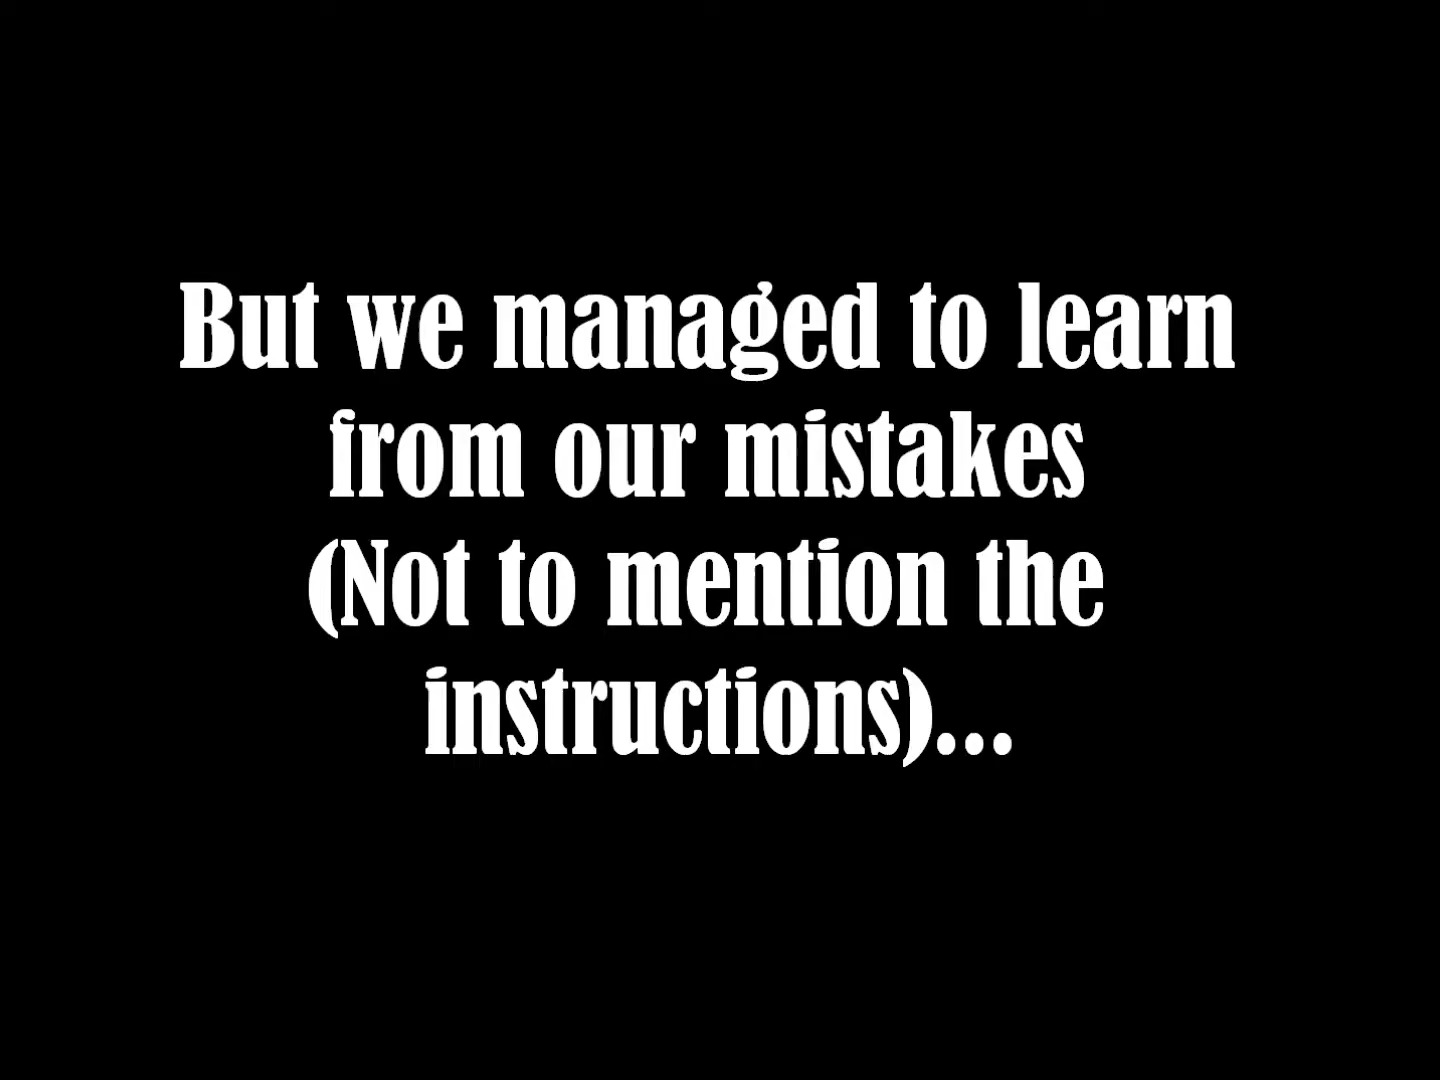 But we managed to learn
from our mistakes
(Not to mention the
instructions)...